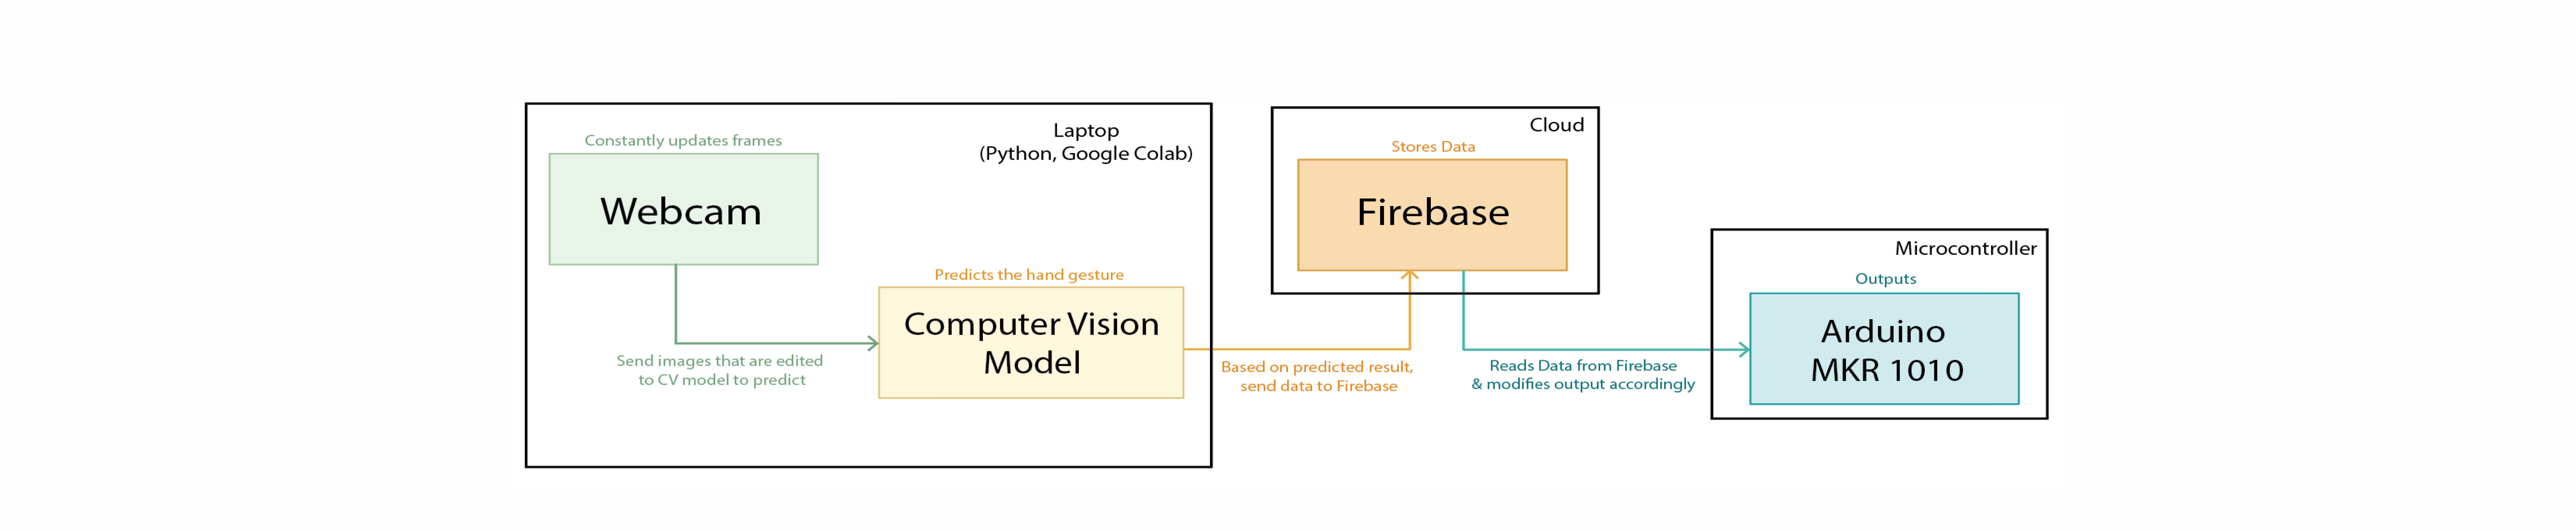 Laptop
(Python, Google Colab)
Constantly updates frames
Webcam
Send images that are edited
to CV model to predict
Predicts the hand gesture
Computer Vision
Model
Based on predicted result,
send data to Firebase
Cloud
Stores Data
Firebase
Reads Data from Firebase
& modifies output accordingly
Microcontroller
Outputs
Arduino
MKR 1010